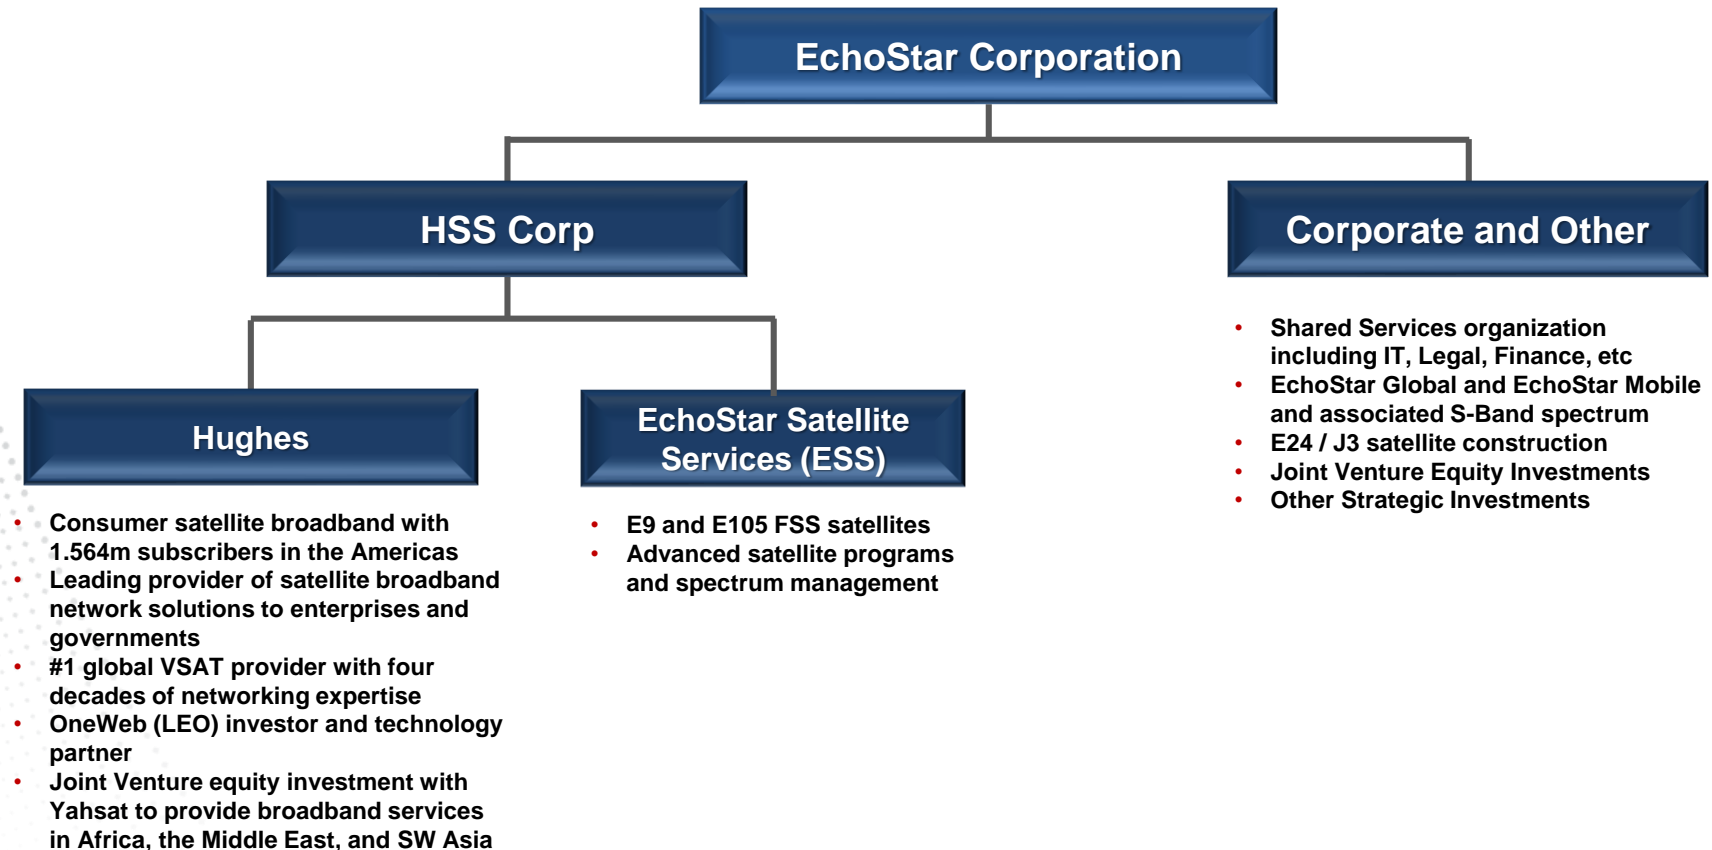 EchoStar Corporation
HSS Corp
Corporate and Other
Hughes
EchoStar Satellite
Services (ESS)
• Consumer satellite broadband with
1.564m subscribers in the Americas
• Leading provider of satellite broadband
network solutions to enterprises and
governments
• #1 global VSAT provider with four
decades of networking expertise
• OneWeb (LEO) investor and technology
partner
• Joint Venture equity investment with
Yahsat to provide broadband services
in Africa, the Middle East, and SW Asia
• E9 and E105 FSS satellites
• Advanced satellite programs
and spectrum management
• Shared Services organization
including IT, Legal, Finance, etc
• EchoStar Global and EchoStar Mobile
and associated S-Band spectrum
• E24 / J3 satellite construction
• Joint Venture Equity Investments
• Other Strategic Investments